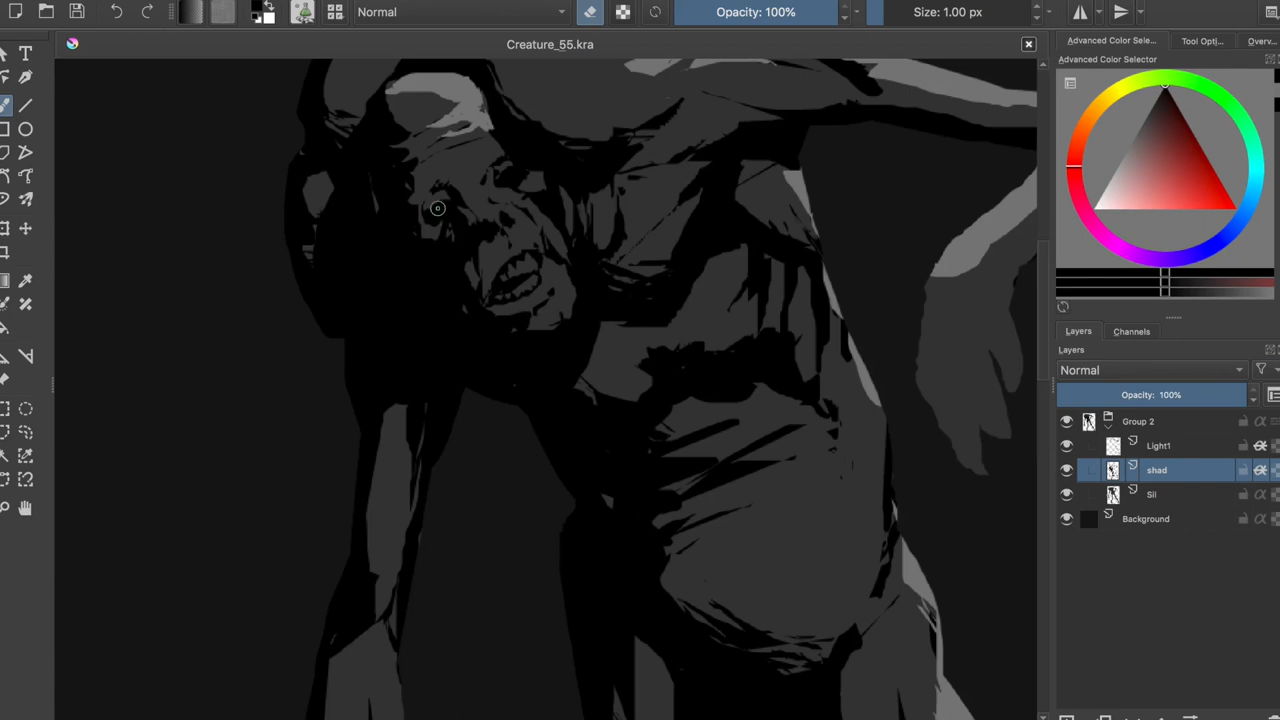 Normal
Opacity: 100%
Size: 1.00 px
Creature_55.kra
Advanced Color Sele...
Tool Opti...
Overv...
Advanced Color Selector
Layers
Channels
Layers
Normal
Opacity: 100%
Group 2
Light1
shad
Sil
Background